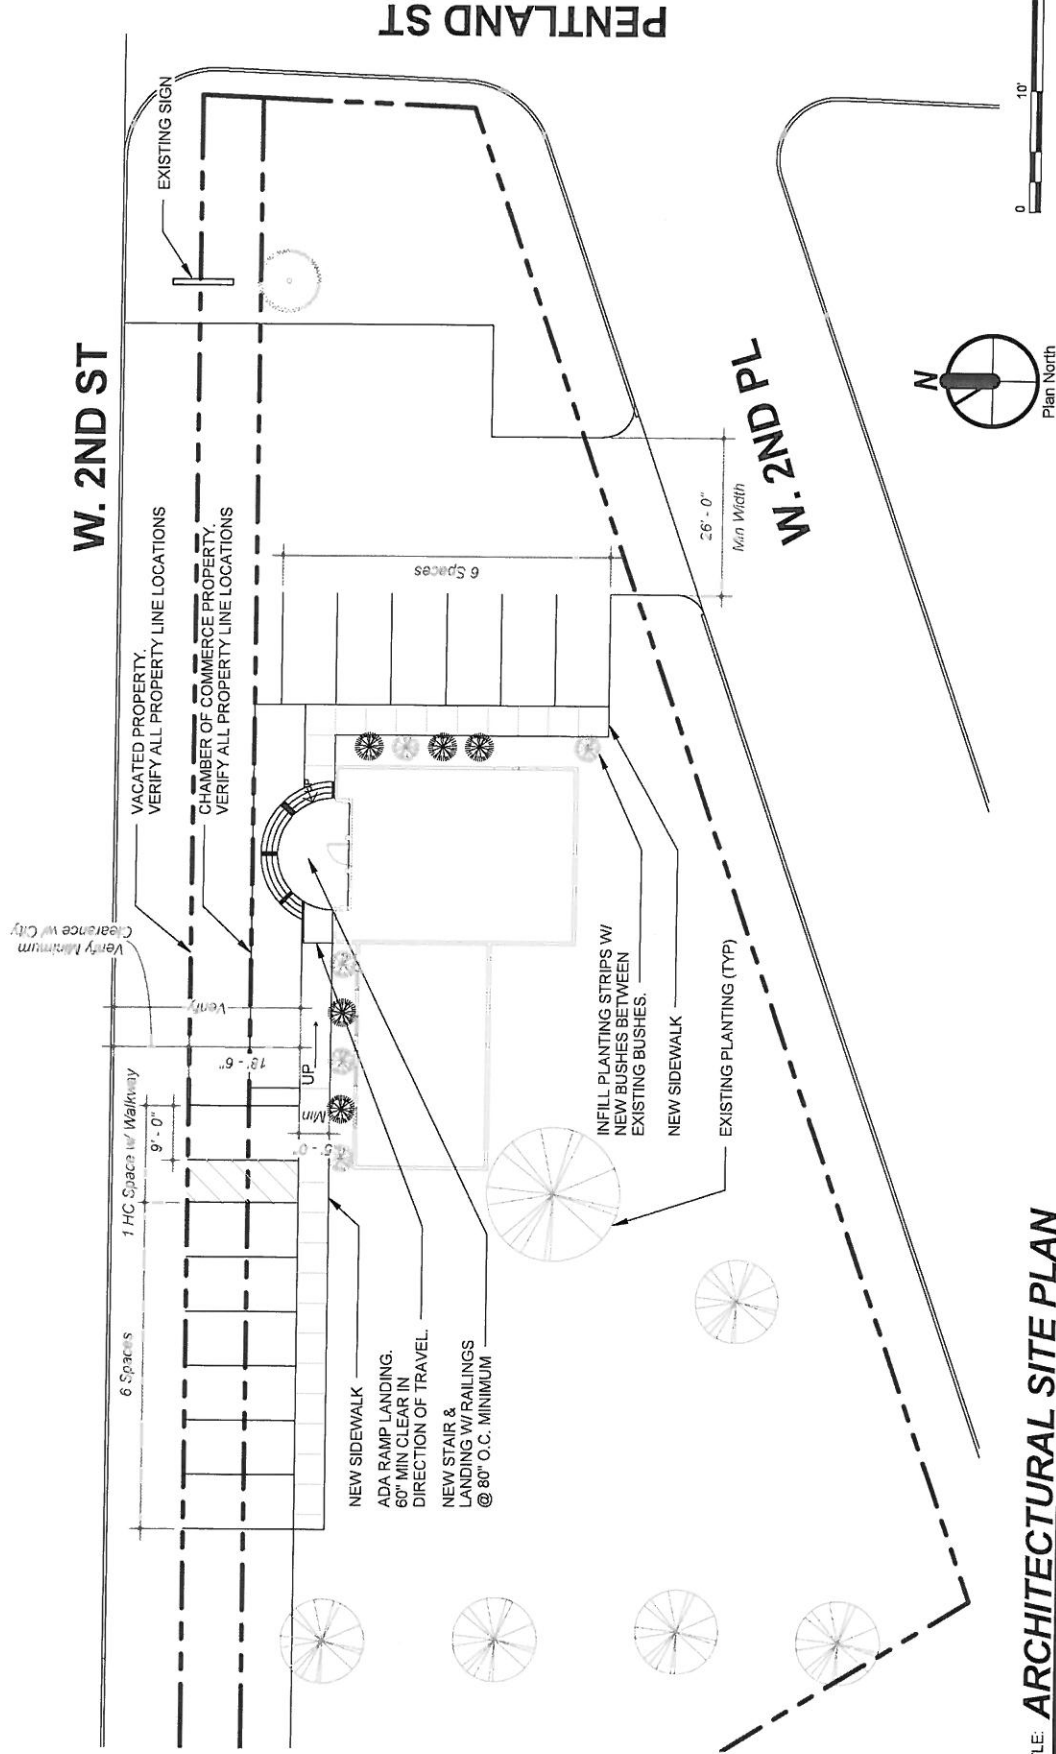 PENTLAND ST
EXISTING SIGN
W. 2ND ST
VACATED PROPERTY.
VERIFY ALL PROPERTY LINE LOCATIONS
CHAMBER OF COMMERCE PROPERTY.
VERIFY ALL PROPERTY LINE LOCATIONS
Verify Minimum
Clearance w/ City
Verify
18' - 6"
UP
Min
5' - 0"
1 HC Space w/ Walkway
9' - 0"
6 Spaces
6 Spaces
26' - 0"
Min Width
W. 2ND PL
NEW SIDEWALK
ADA RAMP LANDING.
60" MIN CLEAR IN
DIRECTION OF TRAVEL.
NEW STAIR &
LANDING W/ RAILINGS
@ 80" O.C. MINIMUM
INFILL PLANTING STRIPS W/
NEW BUSHES BETWEEN
EXISTING BUSHES.
NEW SIDEWALK
EXISTING PLANTING (TYP)
N
Plan North
0
10'
TLE: ARCHITECTURAL SITE PLAN